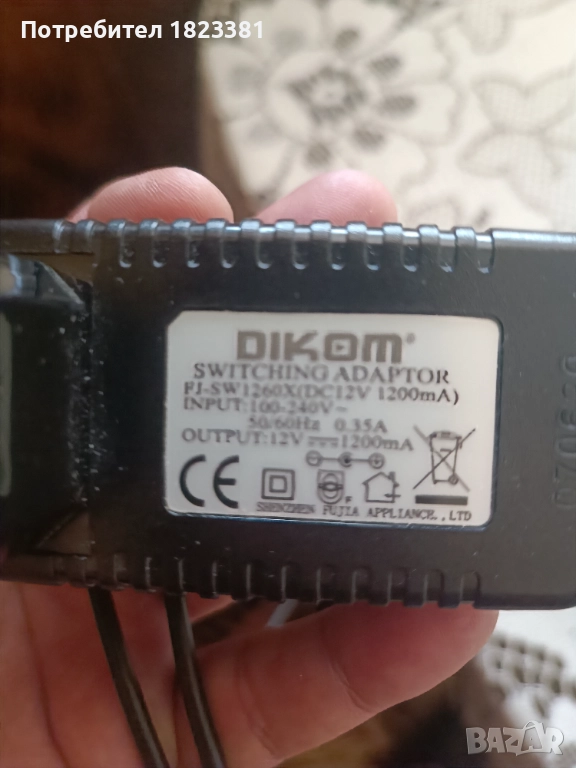 Потребител 1823381
DIKOM®
SWITCHING ADAPTOR
FJ-SW1260X(DC12V 1200mA)
INPUT:100-240V~
50/60Hz 0.35A
OUTPUT:12V⎓1200mA
CE
F
SHENZHEN FUJIA APPLIANCE.,LTD
BAZAR